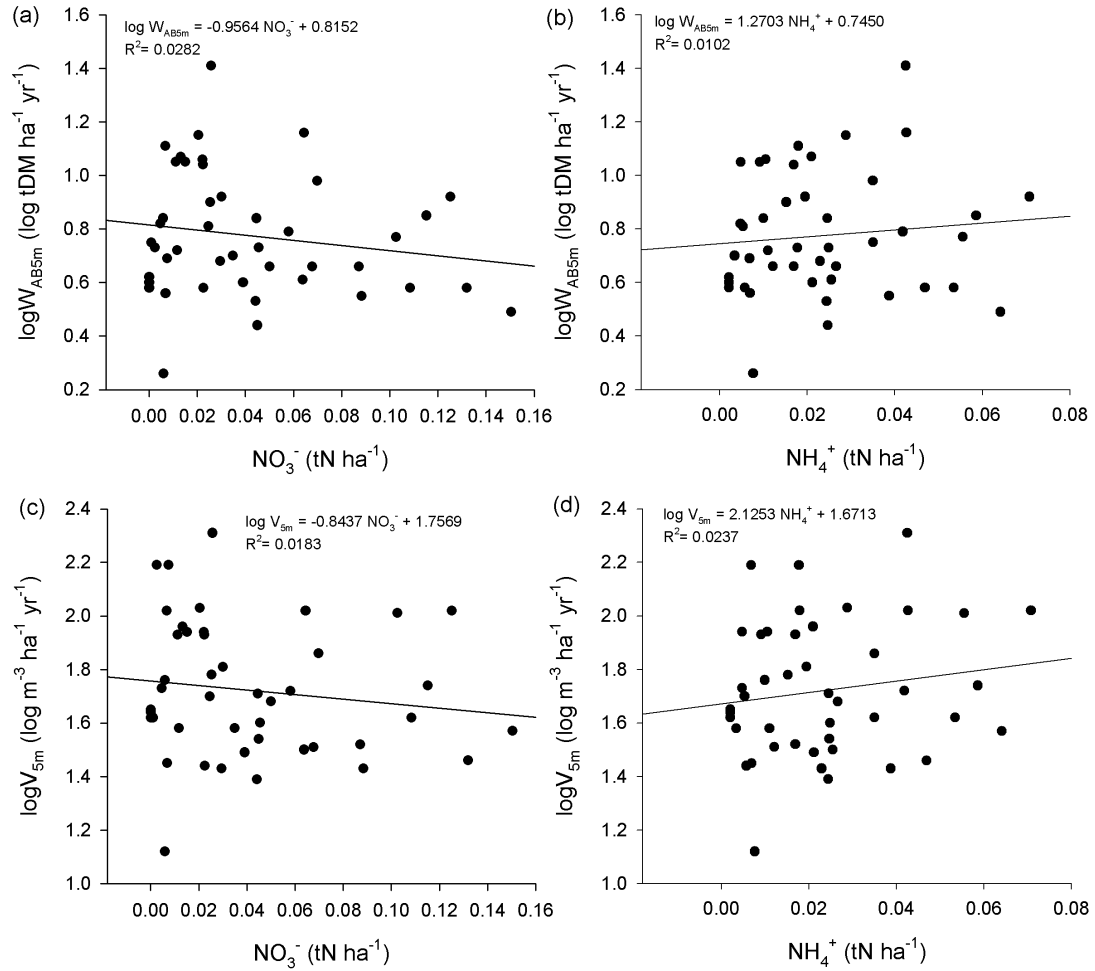 (a)
log W_AB5m = -0.9564 NO₃⁻ + 0.8152
R²= 0.0282
1.6
1.4
1.2
1.0
0.8
0.6
0.4
0.2
logW_AB5m (log tDM ha⁻¹ yr⁻¹)
0.00 0.02 0.04 0.06 0.08 0.10 0.12 0.14 0.16
NO₃⁻ (tN ha⁻¹)
(b)
log W_AB5m = 1.2703 NH₄⁺ + 0.7450
R²= 0.0102
1.6
1.4
1.2
1.0
0.8
0.6
0.4
0.2
logW_AB5m (log tDM ha⁻¹ yr⁻¹)
0.00 0.02 0.04 0.06 0.08
NH₄⁺ (tN ha⁻¹)
(c)
log V_5m = -0.8437 NO₃⁻ + 1.7569
R²= 0.0183
2.4
2.2
2.0
1.8
1.6
1.4
1.2
1.0
logV_5m (log m⁻³ ha⁻¹ yr⁻¹)
0.00 0.02 0.04 0.06 0.08 0.10 0.12 0.14 0.16
NO₃⁻ (tN ha⁻¹)
(d)
log V_5m = 2.1253 NH₄⁺ + 1.6713
R²= 0.0237
2.4
2.2
2.0
1.8
1.6
1.4
1.2
1.0
logV_5m (log m⁻³ ha⁻¹ yr⁻¹)
0.00 0.02 0.04 0.06 0.08
NH₄⁺ (tN ha⁻¹)